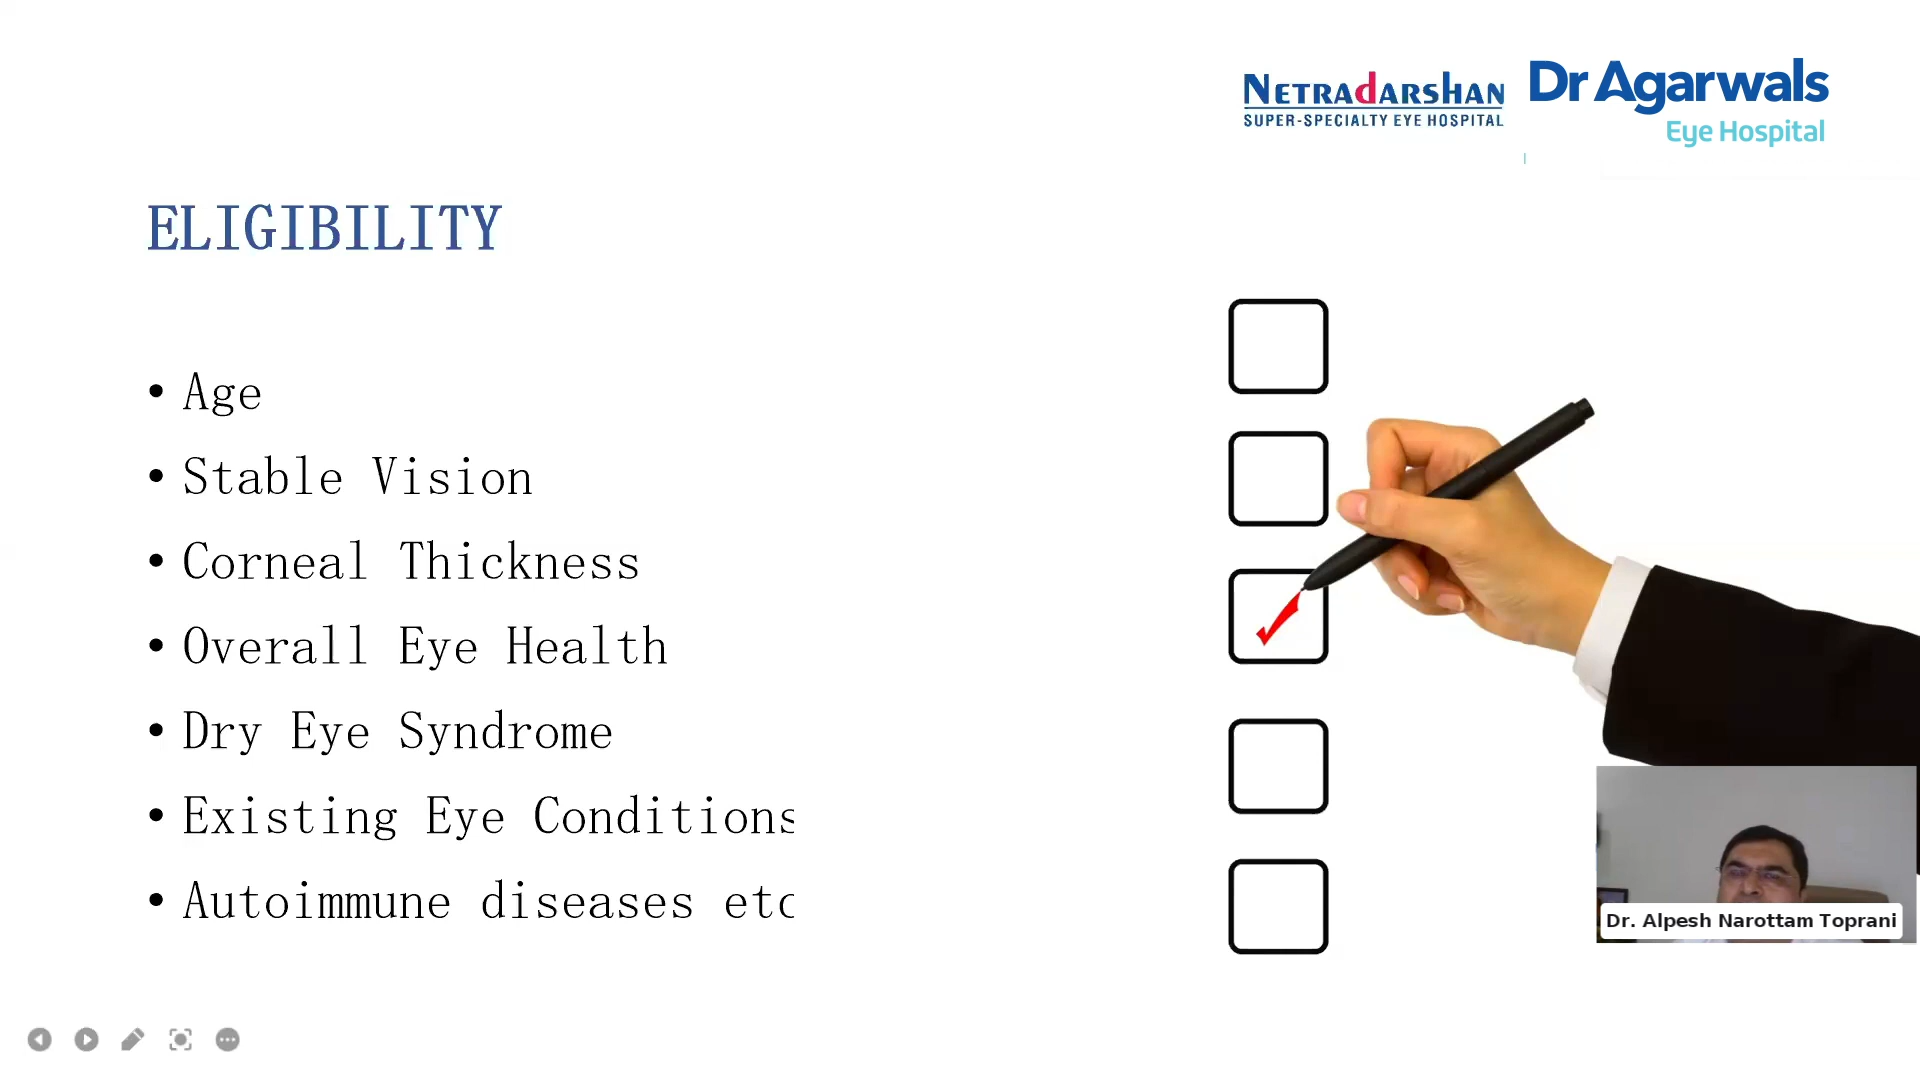 NETRADARSHAN
SUPER-SPECIALTY EYE HOSPITAL
Dr Agarwals
Eye Hospital
ELIGIBILITY
• Age
• Stable Vision
• Corneal Thickness
• Overall Eye Health
• Dry Eye Syndrome
• Existing Eye Conditions
• Autoimmune diseases etc
Dr. Alpesh Narottam Toprani